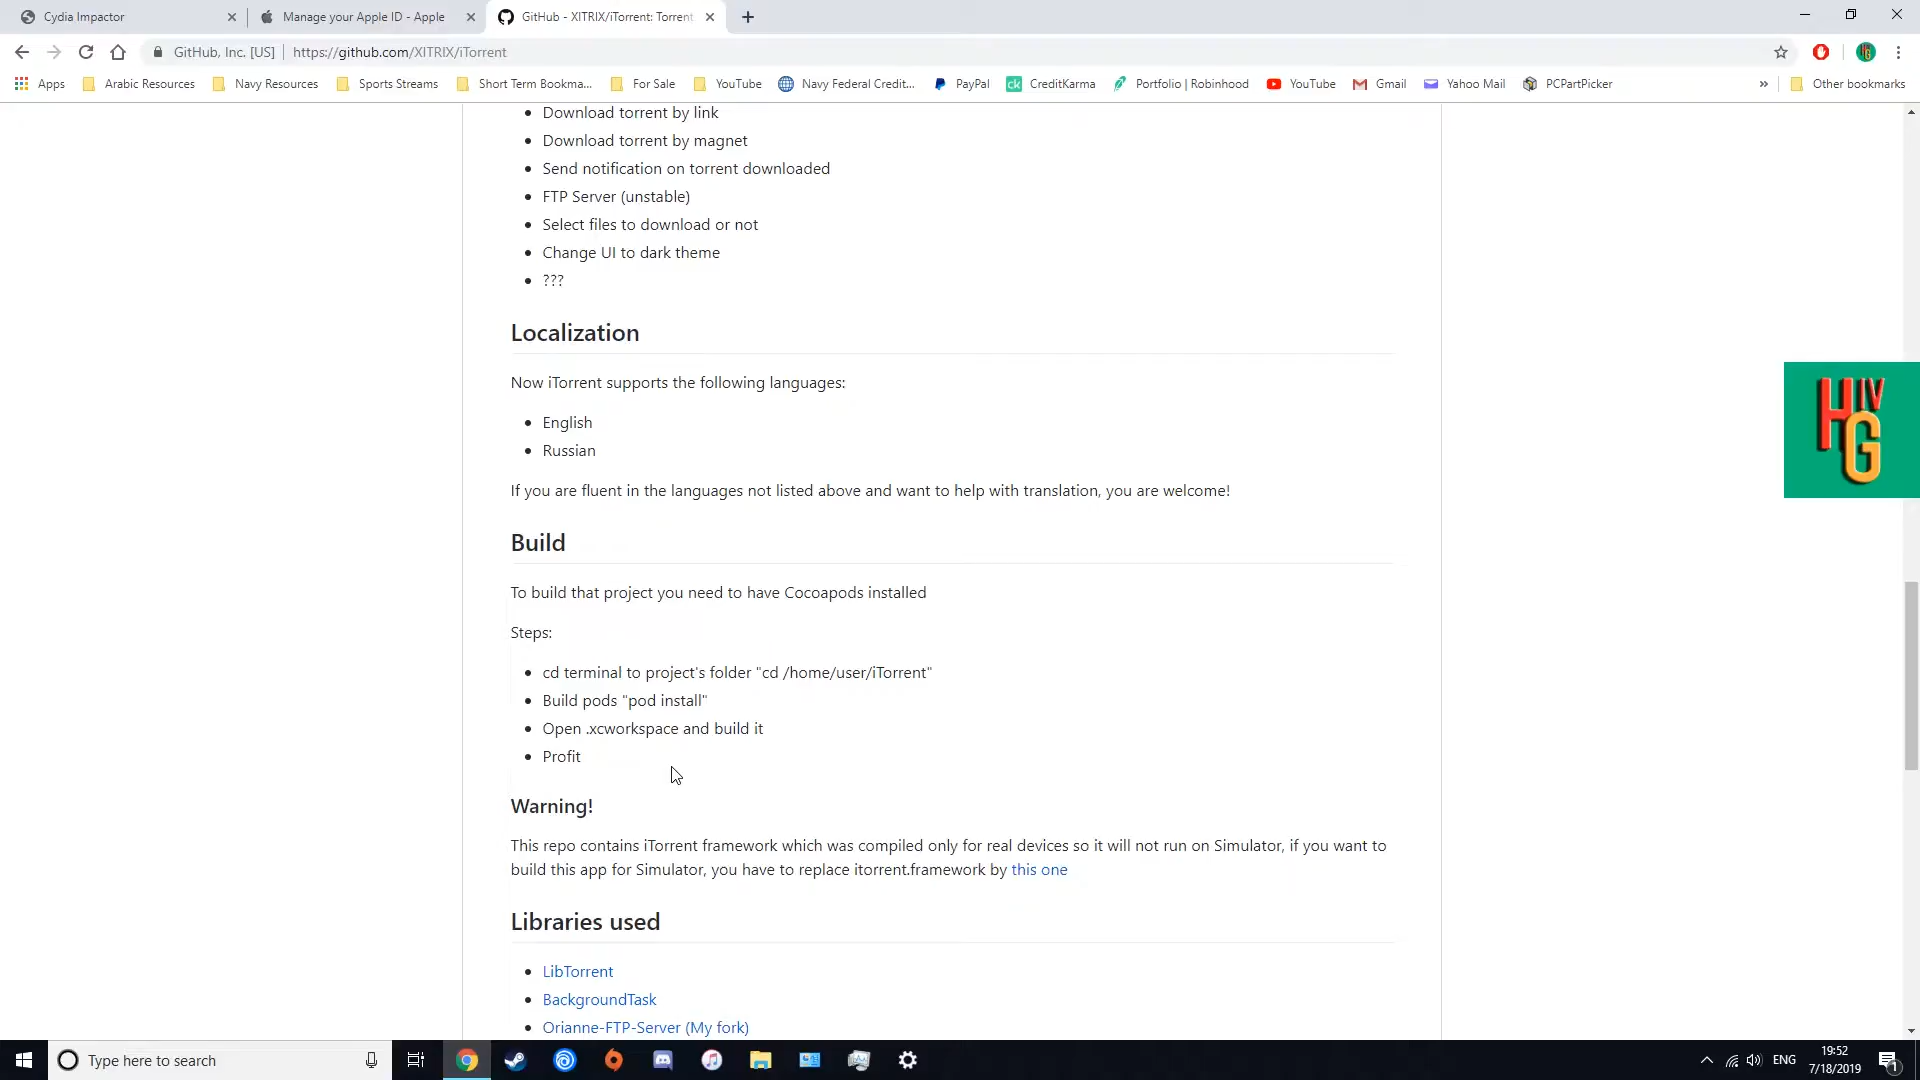 Cydia Impactor
Manage your Apple ID - Apple
GitHub - XITRIX/iTorrent: Torrent
GitHub, Inc. [US]
https://github.com/XITRIX/iTorrent
Apps
Arabic Resources
Navy Resources
Sports Streams
Short Term Bookma...
For Sale
YouTube
Navy Federal Credit...
PayPal
ck
CreditKarma
Portfolio | Robinhood
YouTube
Gmail
Yahoo Mail
PCPartPicker
»
Other bookmarks
Download torrent by link
Download torrent by magnet
Send notification on torrent downloaded
FTP Server (unstable)
Select files to download or not
Change UI to dark theme
???
Localization
Now iTorrent supports the following languages:
English
Russian
If you are fluent in the languages not listed above and want to help with translation, you are welcome!
HIV
G
Build
To build that project you need to have Cocoapods installed
Steps:
cd terminal to project's folder "cd /home/user/iTorrent"
Build pods "pod install"
Open .xcworkspace and build it
Profit
Warning!
This repo contains iTorrent framework which was compiled only for real devices so it will not run on Simulator, if you want to
build this app for Simulator, you have to replace itorrent.framework by this one
Libraries used
LibTorrent
BackgroundTask
Orianne-FTP-Server (My fork)
Type here to search
ENG
19:52
7/18/2019
1